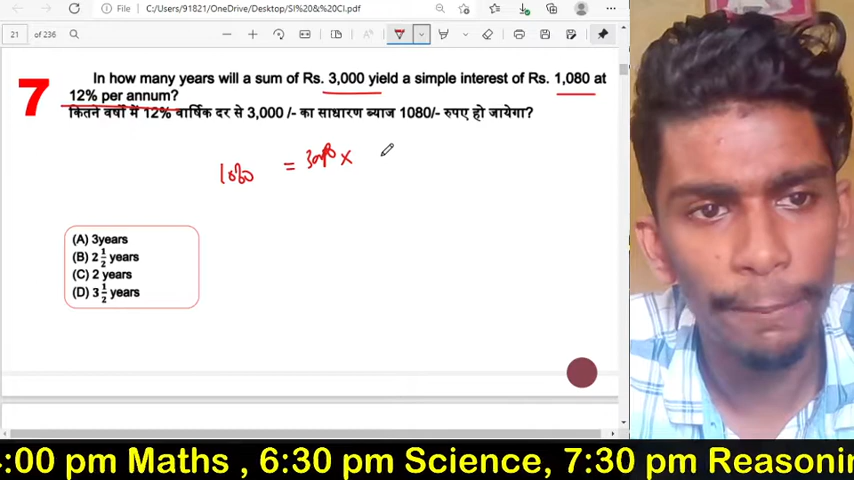 File
C:/Users/91821/OneDrive/Desktop/SI%20&%20CI.pdf
21 of 236
7
In how many years will a sum of Rs. 3,000 yield a simple interest of Rs. 1,080 at
12% per annum?
कितने वर्षो में 12% वार्षिक दर से 3,000 /- का साधारण ब्याज 1080/- रुपए हो जायेगा?
1080 = 3000 ×
(A) 3years
(B) 2 1/2 years
(C) 2 years
(D) 3 1/2 years
4:00 pm Maths , 6:30 pm Science, 7:30 pm Reasonin